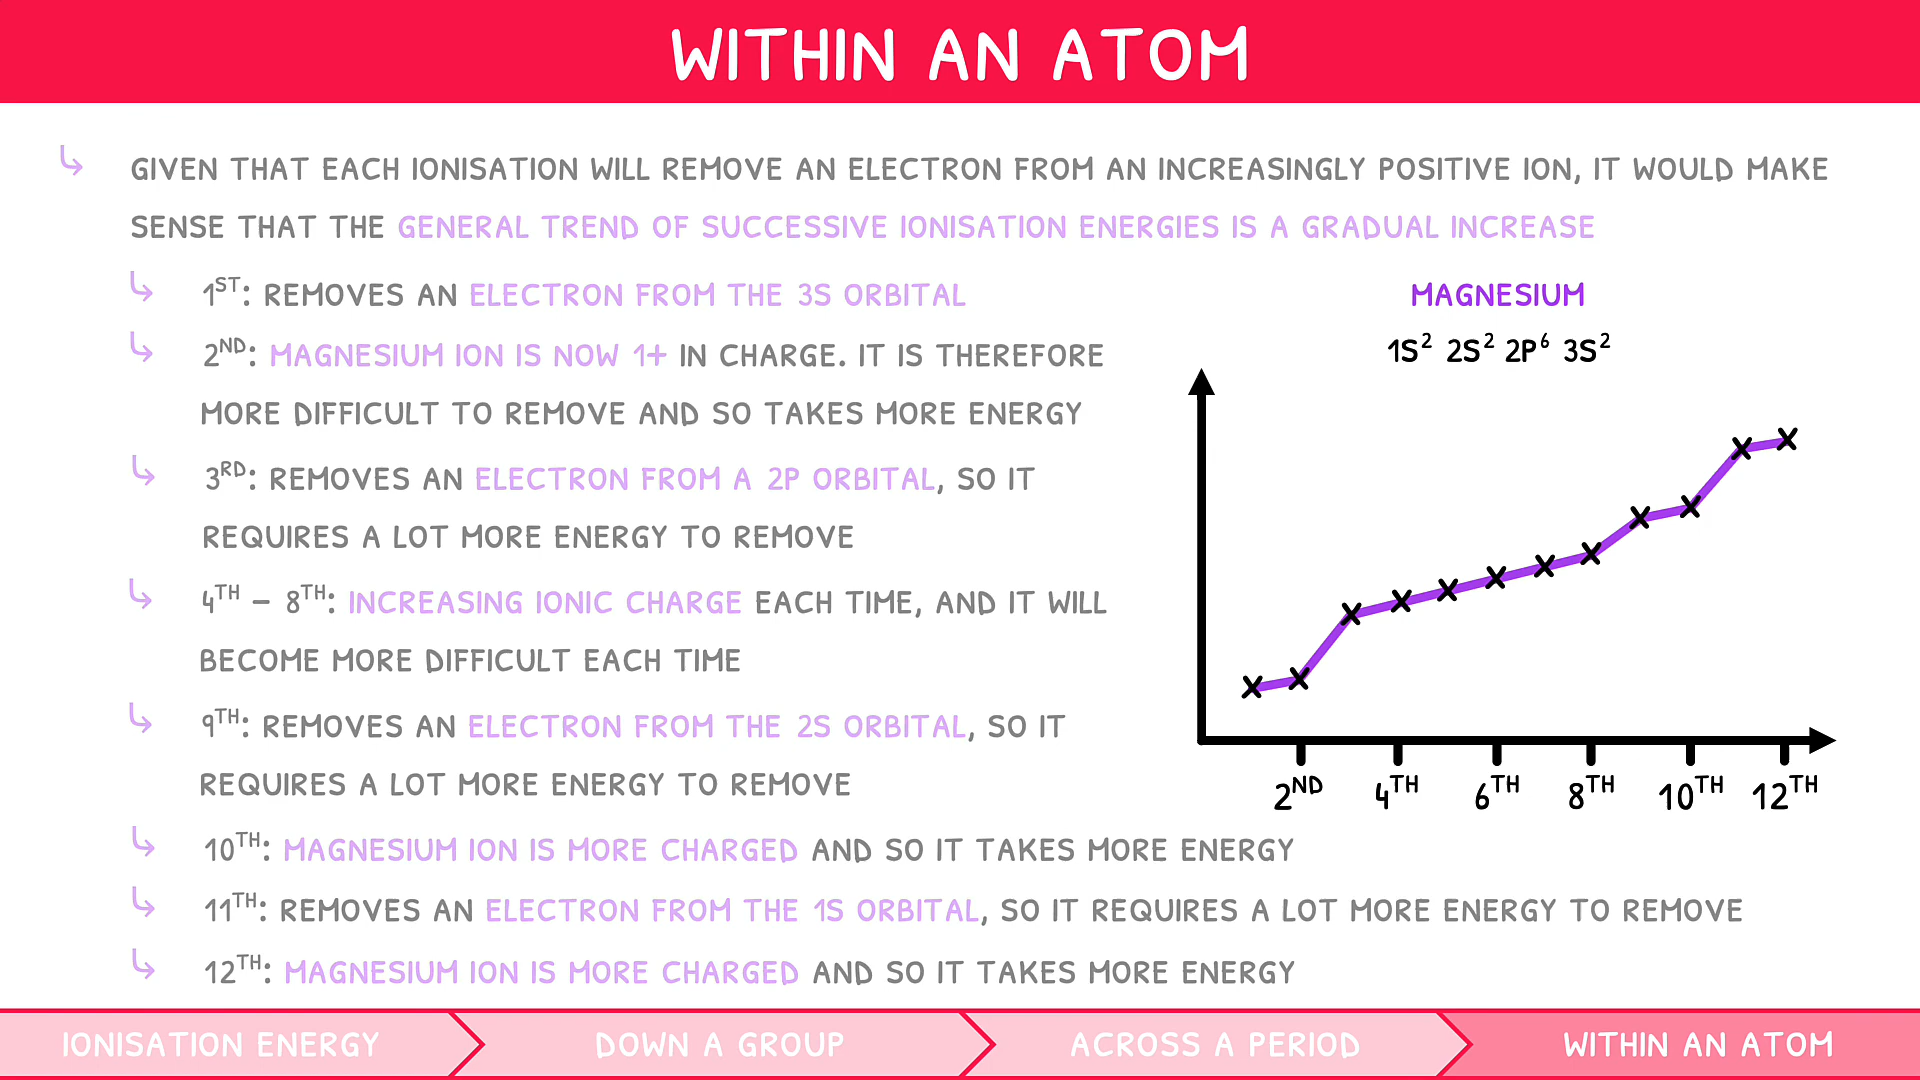 WITHIN AN ATOM
GIVEN THAT EACH IONISATION WILL REMOVE AN ELECTRON FROM AN INCREASINGLY POSITIVE ION, IT WOULD MAKE
SENSE THAT THE GENERAL TREND OF SUCCESSIVE IONISATION ENERGIES IS A GRADUAL INCREASE
1ST: REMOVES AN ELECTRON FROM THE 3S ORBITAL
2ND: MAGNESIUM ION IS NOW 1+ IN CHARGE. IT IS THEREFORE
MORE DIFFICULT TO REMOVE AND SO TAKES MORE ENERGY
3RD: REMOVES AN ELECTRON FROM A 2P ORBITAL, SO IT
REQUIRES A LOT MORE ENERGY TO REMOVE
4TH – 8TH: INCREASING IONIC CHARGE EACH TIME, AND IT WILL
BECOME MORE DIFFICULT EACH TIME
9TH: REMOVES AN ELECTRON FROM THE 2S ORBITAL, SO IT
REQUIRES A LOT MORE ENERGY TO REMOVE
10TH: MAGNESIUM ION IS MORE CHARGED AND SO IT TAKES MORE ENERGY
11TH: REMOVES AN ELECTRON FROM THE 1S ORBITAL, SO IT REQUIRES A LOT MORE ENERGY TO REMOVE
12TH: MAGNESIUM ION IS MORE CHARGED AND SO IT TAKES MORE ENERGY
MAGNESIUM
1S² 2S² 2P⁶ 3S²
2ND 4TH 6TH 8TH 10TH 12TH
IONISATION ENERGY
DOWN A GROUP
ACROSS A PERIOD
WITHIN AN ATOM